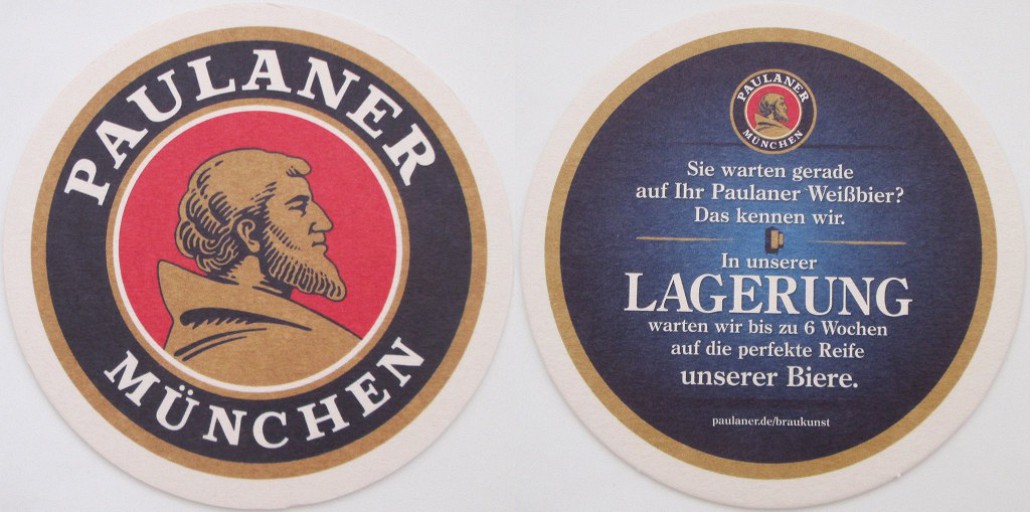 PAULANER
MÜNCHEN
PAULANER
MÜNCHEN
Sie warten gerade
auf Ihr Paulaner Weißbier?
Das kennen wir.
In unserer
LAGERUNG
warten wir bis zu 6 Wochen
auf die perfekte Reife
unserer Biere.
paulaner.de/braukunst